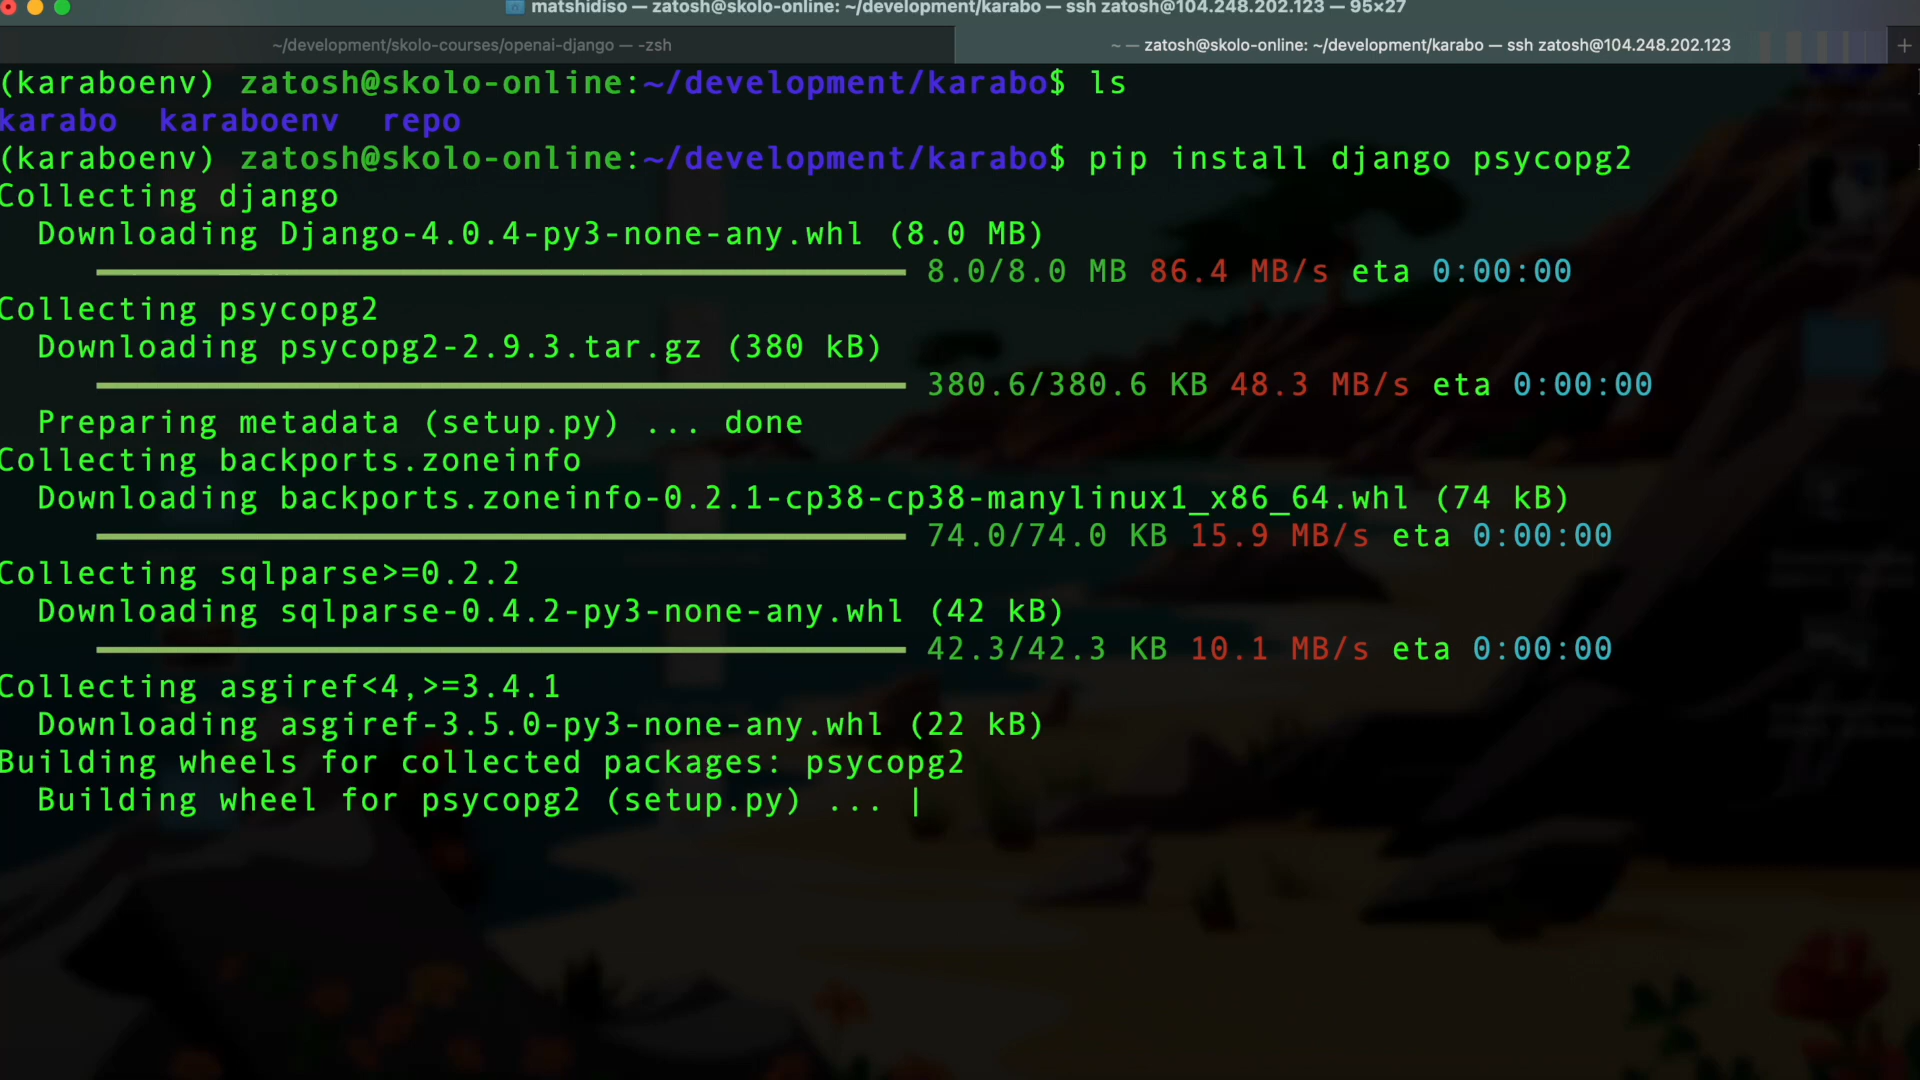 matshidiso — zatosh@skolo-online: ~/development/karabo — ssh zatosh@104.248.202.123 — 95×27
~/development/skolo-courses/openai-django — -zsh
~ — zatosh@skolo-online: ~/development/karabo — ssh zatosh@104.248.202.123
+
(karaboenv) zatosh@skolo-online:~/development/karabo$ ls
karabo  karaboenv  repo
(karaboenv) zatosh@skolo-online:~/development/karabo$ pip install django psycopg2
Collecting django
  Downloading Django-4.0.4-py3-none-any.whl (8.0 MB)
8.0/8.0 MB 86.4 MB/s eta 0:00:00
Collecting psycopg2
  Downloading psycopg2-2.9.3.tar.gz (380 kB)
380.6/380.6 KB 48.3 MB/s eta 0:00:00
  Preparing metadata (setup.py) ... done
Collecting backports.zoneinfo
  Downloading backports.zoneinfo-0.2.1-cp38-cp38-manylinux1_x86_64.whl (74 kB)
74.0/74.0 KB 15.9 MB/s eta 0:00:00
Collecting sqlparse>=0.2.2
  Downloading sqlparse-0.4.2-py3-none-any.whl (42 kB)
42.3/42.3 KB 10.1 MB/s eta 0:00:00
Collecting asgiref<4,>=3.4.1
  Downloading asgiref-3.5.0-py3-none-any.whl (22 kB)
Building wheels for collected packages: psycopg2
  Building wheel for psycopg2 (setup.py) ... |